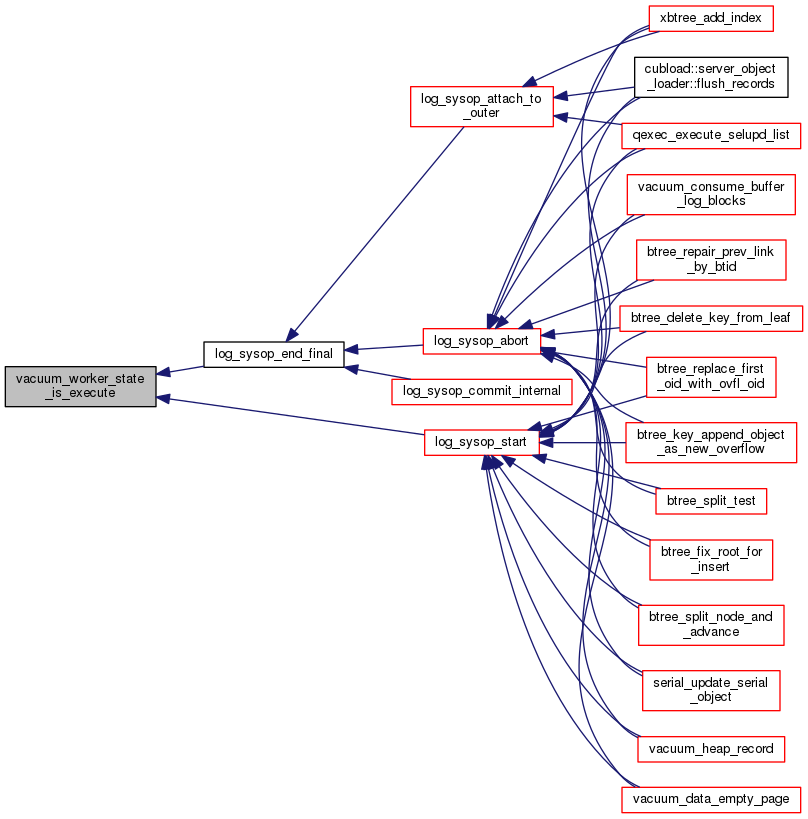 xbtree_add_index
cubload::server_object
_loader::flush_records
log_sysop_attach_to
_outer
qexec_execute_selupd_list
vacuum_consume_buffer
_log_blocks
btree_repair_prev_link
_by_btid
btree_delete_key_from_leaf
log_sysop_abort
log_sysop_end_final
vacuum_worker_state
_is_execute
btree_replace_first
_oid_with_ovfl_oid
log_sysop_commit_internal
log_sysop_start
btree_key_append_object
_as_new_overflow
btree_split_test
btree_fix_root_for
_insert
btree_split_node_and
_advance
serial_update_serial
_object
vacuum_heap_record
vacuum_data_empty_page